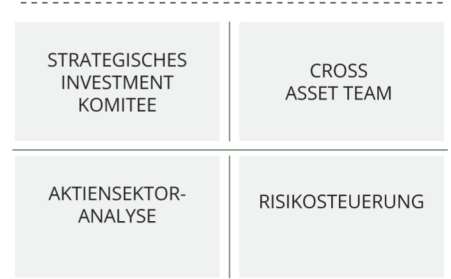 STRATEGISCHES
INVESTMENT
KOMITEE
CROSS
ASSET TEAM
AKTIENSEKTOR-
ANALYSE
RISIKOSTEUERUNG